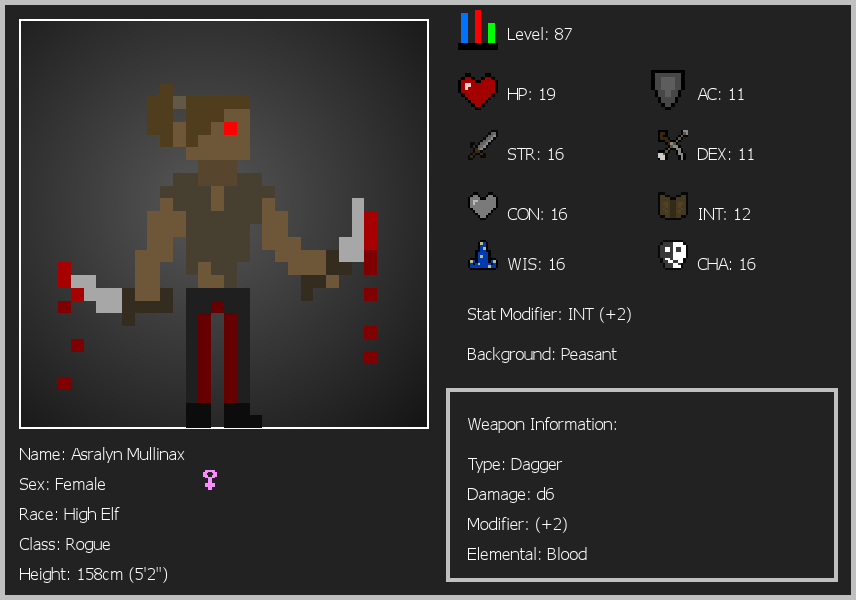 Level: 87
HP: 19
AC: 11
STR: 16
DEX: 11
CON: 16
INT: 12
WIS: 16
CHA: 16
Stat Modifier: INT (+2)
Background: Peasant
Weapon Information:
Type: Dagger
Damage: d6
Modifier: (+2)
Elemental: Blood
Name: Asralyn Mullinax
Sex: Female
Race: High Elf
Class: Rogue
Height: 158cm (5'2")